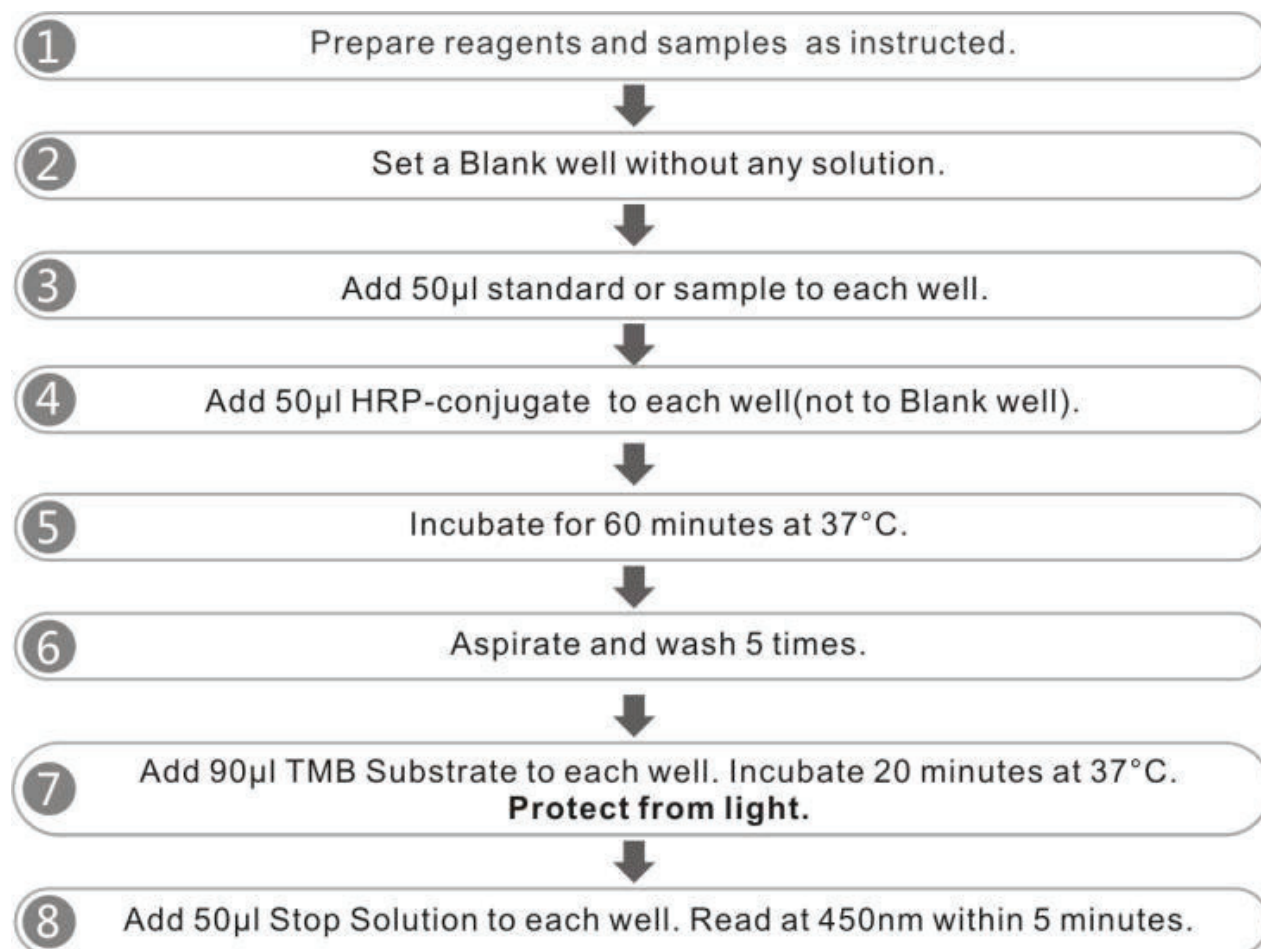 1 Prepare reagents and samples as instructed.
2 Set a Blank well without any solution.
3 Add 50μl standard or sample to each well.
4 Add 50μl HRP-conjugate to each well(not to Blank well).
5 Incubate for 60 minutes at 37°C.
6 Aspirate and wash 5 times.
7 Add 90μl TMB Substrate to each well. Incubate 20 minutes at 37°C.
Protect from light.
8 Add 50μl Stop Solution to each well. Read at 450nm within 5 minutes.